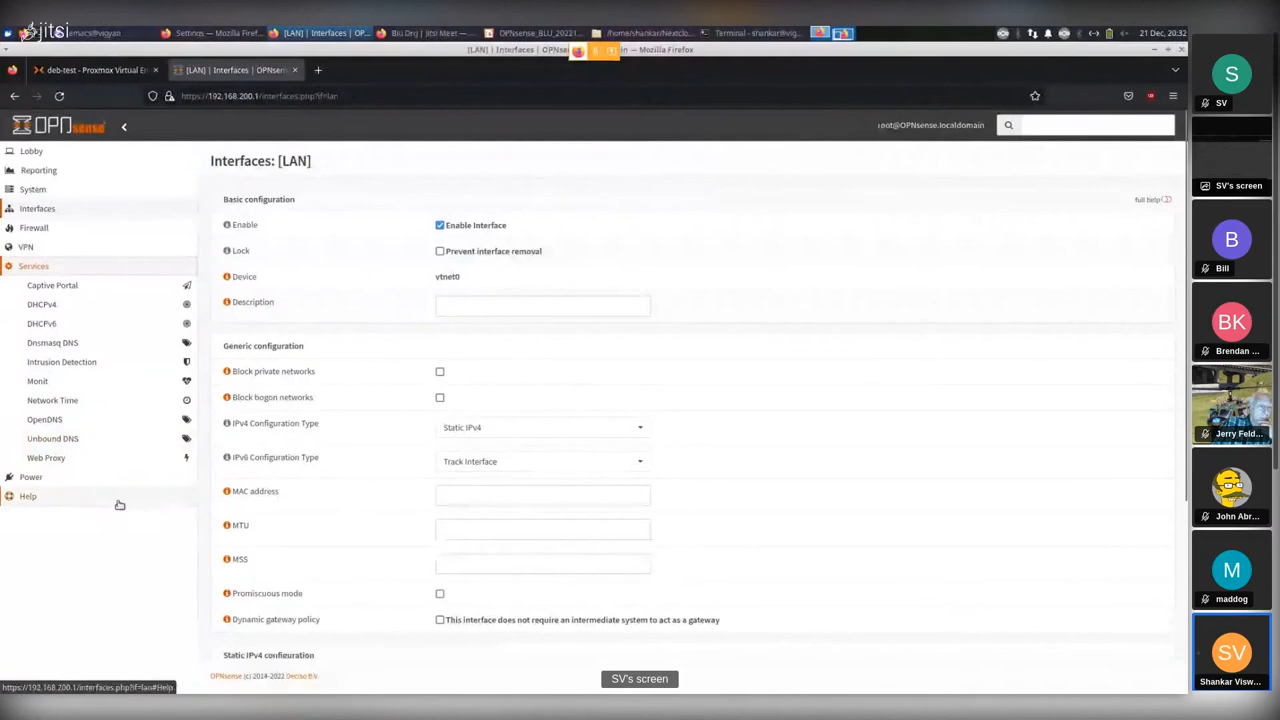 jitsi
emacs@vigyan
Settings — Mozilla Firef...
[LAN] | Interfaces | OP...
Blu.Org | Jitsi Meet — ...
OPNsense_BLU_20221...
/home/shankar/Nextclo...
Terminal - shankar@vig...
21 Dec, 20:32
[LAN] | Interfaces | OPNsen
n — Mozilla Firefox
deb-test - Proxmox Virtual En
[LAN] | Interfaces | OPNsen
https://192.168.200.1/interfaces.php?if=lan
OPNsense
root@OPNsense.localdomain
Lobby
Reporting
System
Interfaces
Firewall
VPN
Services
Captive Portal
DHCPv4
DHCPv6
Dnsmasq DNS
Intrusion Detection
Monit
Network Time
OpenDNS
Unbound DNS
Web Proxy
Power
Help
Interfaces: [LAN]
Basic configuration
full help
Enable
Enable Interface
Lock
Prevent interface removal
Device
vtnet0
Description
Generic configuration
Block private networks
Block bogon networks
IPv4 Configuration Type
Static IPv4
IPv6 Configuration Type
Track Interface
MAC address
MTU
MSS
Promiscuous mode
Dynamic gateway policy
This interface does not require an intermediate system to act as a gateway
Static IPv4 configuration
OPNsense (c) 2014-2022 Deciso B.V.
https://192.168.200.1/interfaces.php?if=lan#Help
SV's screen
S
SV
SV's screen
B
Bill
BK
Brendan ...
Jerry Feld...
John Abr...
M
maddog
SV
Shankar Visw...